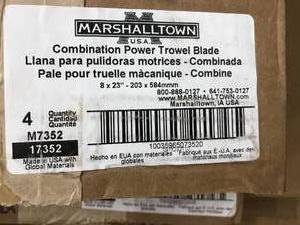 MARSHALLTOWN
U.S.A.
Combination Power Trowel Blade
Llana para pulidoras motrices - Combinada
Pale pour truelle màcanique - Combine
8 x 23" - 203 x 584mm
800-888-0127 • 641-753-0127
www.MARSHALLTOWN.com
Marshalltown, IA USA
4 Quantity
Cantidad
Quantité
M7352
17352
Made in USA with
Global Materials
10035965073520
Hecho en EUA con materiales
globales
Fabriqué aux É.-U.A. avec des
matériaux mondiaux